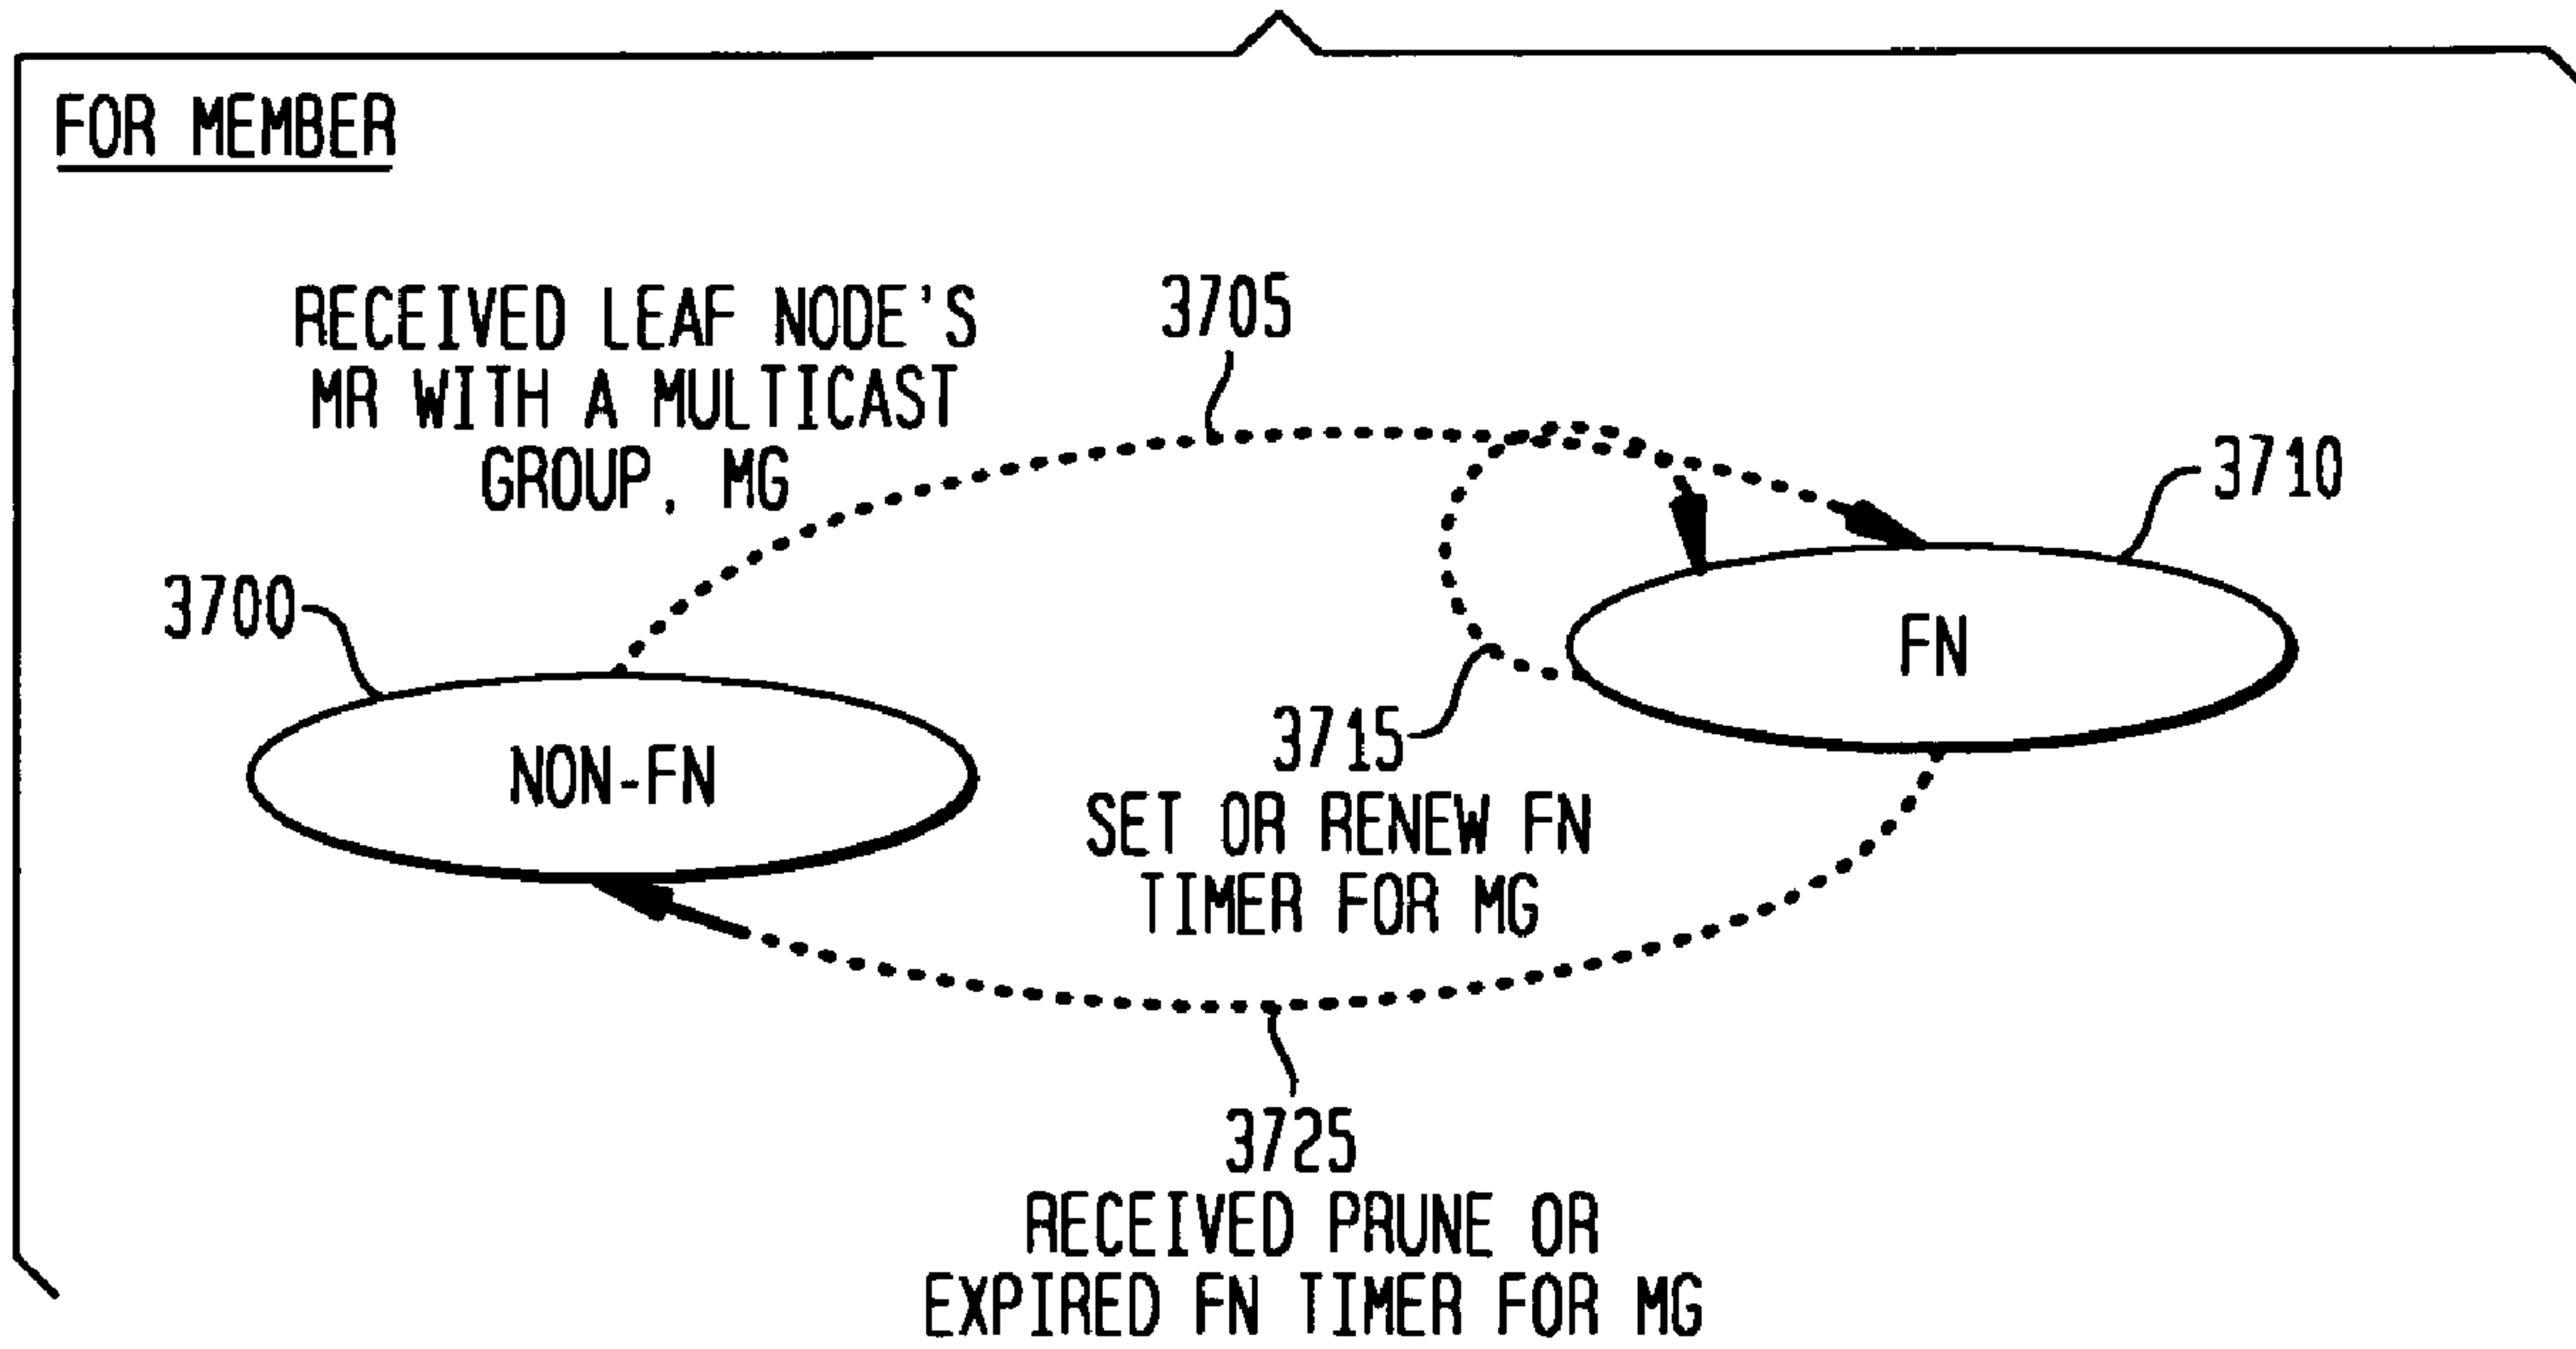 FOR MEMBER
RECEIVED LEAF NODE'S
MR WITH A MULTICAST
GROUP, MG
3705
3710
3700
FN
NON-FN
3715
SET OR RENEW FN
TIMER FOR MG
3725
RECEIVED PRUNE OR
EXPIRED FN TIMER FOR MG